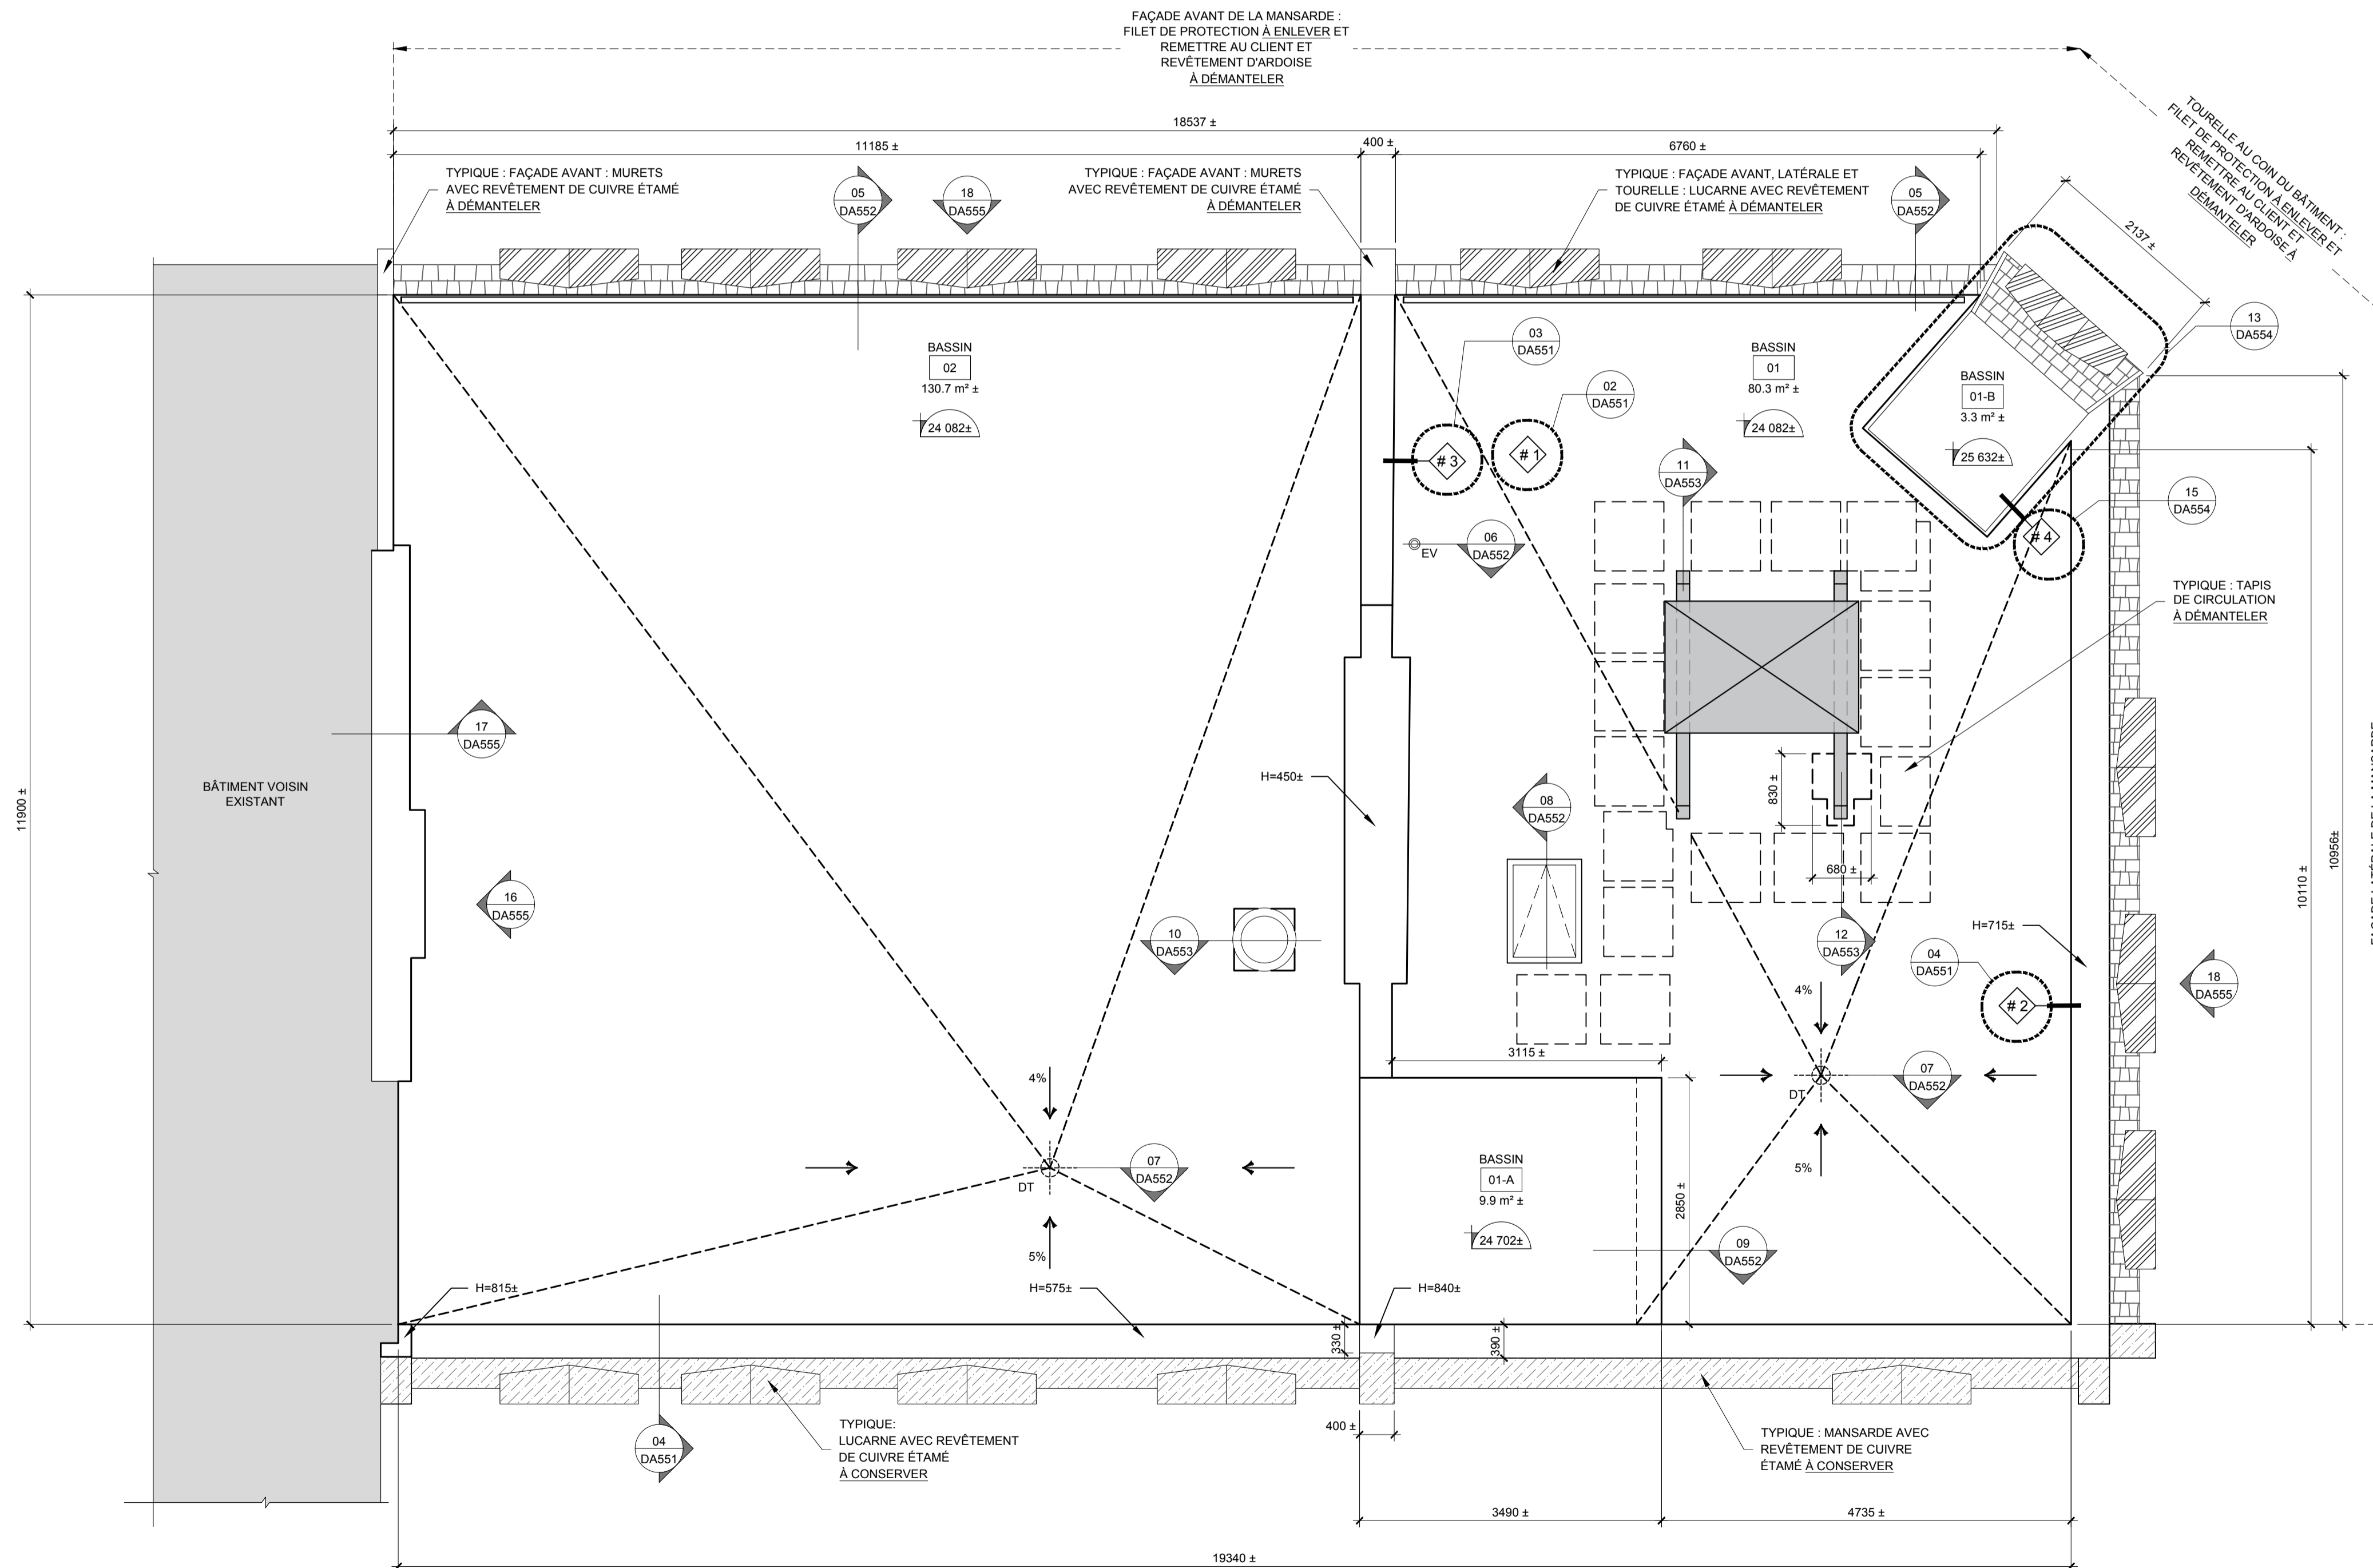 FAÇADE AVANT DE LA MANSARDE :
FILET DE PROTECTION À ENLEVER ET
REMETTRE AU CLIENT ET
REVÊTEMENT D'ARDOISE
À DÉMANTELER
TOURELLE AU COIN DU BÂTIMENT :
FILET DE PROTECTION À ENLEVER ET
REMETTRE AU CLIENT ET
REVÊTEMENT D'ARDOISE À
DÉMANTELER
18537 ±
11185 ±
400 ±
6760 ±
2137 ±
TYPIQUE : FAÇADE AVANT : MURETS
AVEC REVÊTEMENT DE CUIVRE ÉTAMÉ
À DÉMANTELER
05
DA552
18
DA555
TYPIQUE : FAÇADE AVANT : MURETS
AVEC REVÊTEMENT DE CUIVRE ÉTAMÉ
À DÉMANTELER
TYPIQUE : FAÇADE AVANT, LATÉRALE ET
TOURELLE : LUCARNE AVEC REVÊTEMENT
DE CUIVRE ÉTAMÉ À DÉMANTELER
05
DA552
13
DA554
BASSIN
02
130.7 m² ±
24 082±
03
DA551
02
DA551
BASSIN
01
80.3 m² ±
24 082±
BASSIN
01-B
3.3 m² ±
25 632±
# 3
# 1
11
DA553
15
DA554
# 4
EV
06
DA552
TYPIQUE : TAPIS
DE CIRCULATION
À DÉMANTELER
17
DA555
BÂTIMENT VOISIN
EXISTANT
11900 ±
H=450±
830 ±
08
DA552
680 ±
10110 ±
10956±
16
DA555
10
DA553
12
DA553
H=715±
04
DA551
# 2
18
DA555
4%
3115 ±
07
DA552
DT
5%
4%
07
DA552
DT
5%
BASSIN
01-A
9.9 m² ±
24 702±
2850 ±
09
DA552
H=815±
H=575±
H=840±
330 ±
390 ±
04
DA551
TYPIQUE:
LUCARNE AVEC REVÊTEMENT
DE CUIVRE ÉTAMÉ
À CONSERVER
400 ±
TYPIQUE : MANSARDE AVEC
REVÊTEMENT DE CUIVRE
ÉTAMÉ À CONSERVER
3490 ±
4735 ±
19340 ±